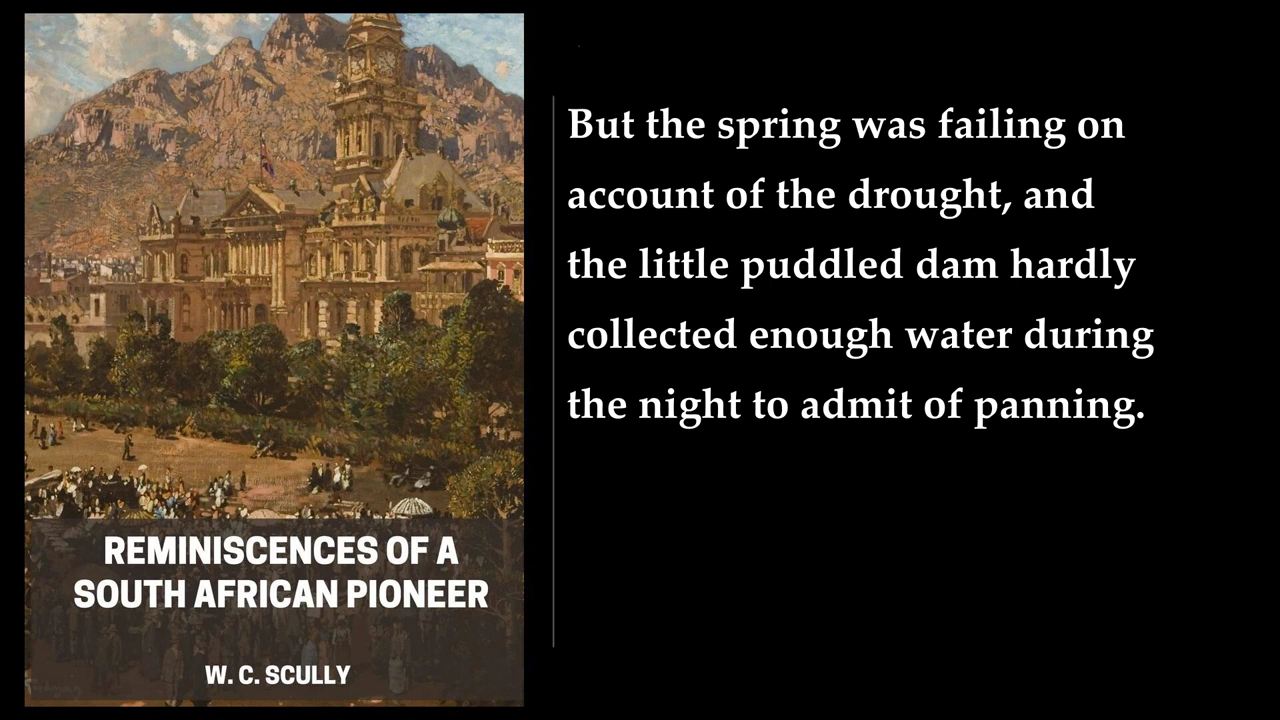 But the spring was failing on
account of the drought, and
the little puddled dam hardly
collected enough water during
the night to admit of panning.
REMINISCENCES OF A
SOUTH AFRICAN PIONEER
W. C. SCULLY